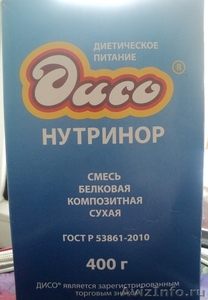 ДИЕТИЧЕСКОЕ
ПИТАНИЕ
Дисо®
НУТРИНОР
СМЕСЬ
БЕЛКОВАЯ
КОМПОЗИТНАЯ
СУХАЯ
ГОСТ Р 53861-2010
400 г
ДИСО® является зарегистрированным
торговым знаком